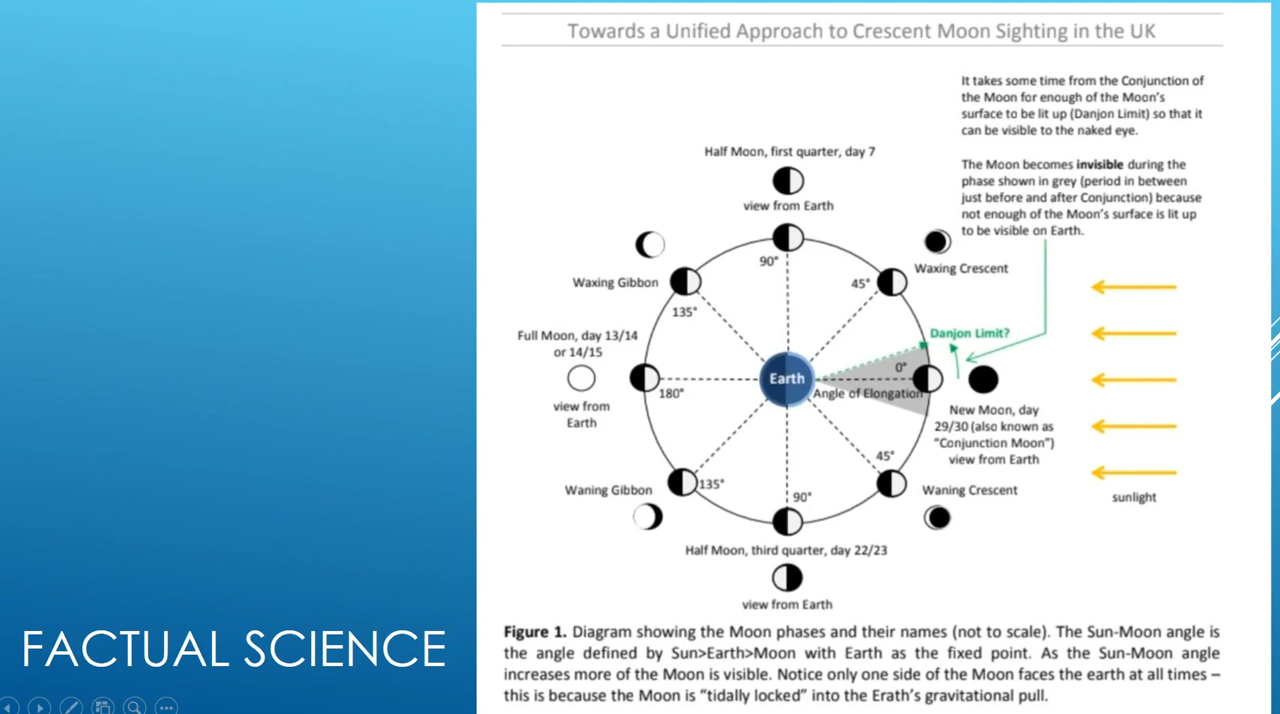 Towards a Unified Approach to Crescent Moon Sighting in the UK
It takes some time from the Conjunction of
the Moon for enough of the Moon's
surface to be lit up (Danjon Limit) so that it
can be visible to the naked eye.
The Moon becomes invisible during the
phase shown in grey (period in between
just before and after Conjunction) because
not enough of the Moon's surface is lit up
to be visible on Earth.
Half Moon, first quarter, day 7
view from Earth
90°
Waxing Crescent
45°
Waxing Gibbon
135°
Full Moon, day 13/14
or 14/15
view from
Earth
180°
Earth
Danjon Limit?
0°
Angle of Elongation
New Moon, day
29/30 (also known as
"Conjunction Moon")
view from Earth
sunlight
45°
Waning Crescent
Waning Gibbon
135°
90°
Half Moon, third quarter, day 22/23
view from Earth
FACTUAL SCIENCE
Figure 1. Diagram showing the Moon phases and their names (not to scale). The Sun-Moon angle is
the angle defined by Sun>Earth>Moon with Earth as the fixed point. As the Sun-Moon angle
increases more of the Moon is visible. Notice only one side of the Moon faces the earth at all times –
this is because the Moon is "tidally locked" into the Erath's gravitational pull.